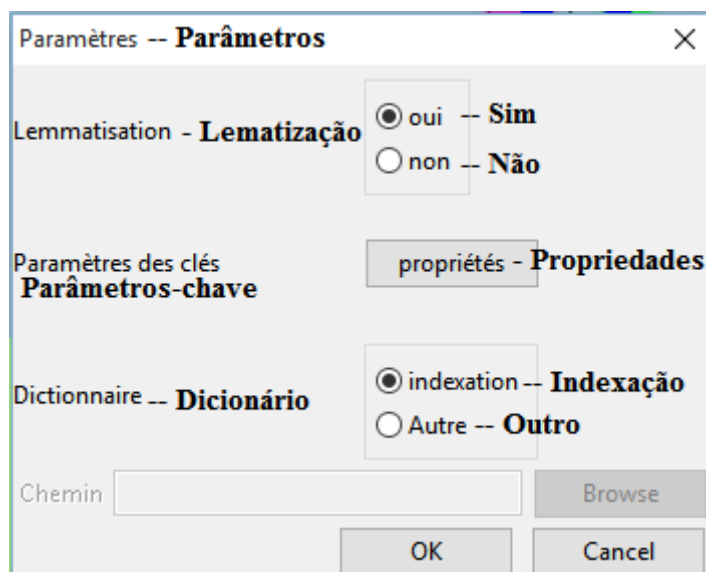 Paramètres -- Parâmetros
oui -- Sim
Lemmatisation - Lematização
non -- Não
Paramètres des clés
propriétés - Propriedades
Parâmetros-chave
indexation -- Indexação
Dictionnaire -- Dicionário
Autre -- Outro
Chemin Browse
OK Cancel